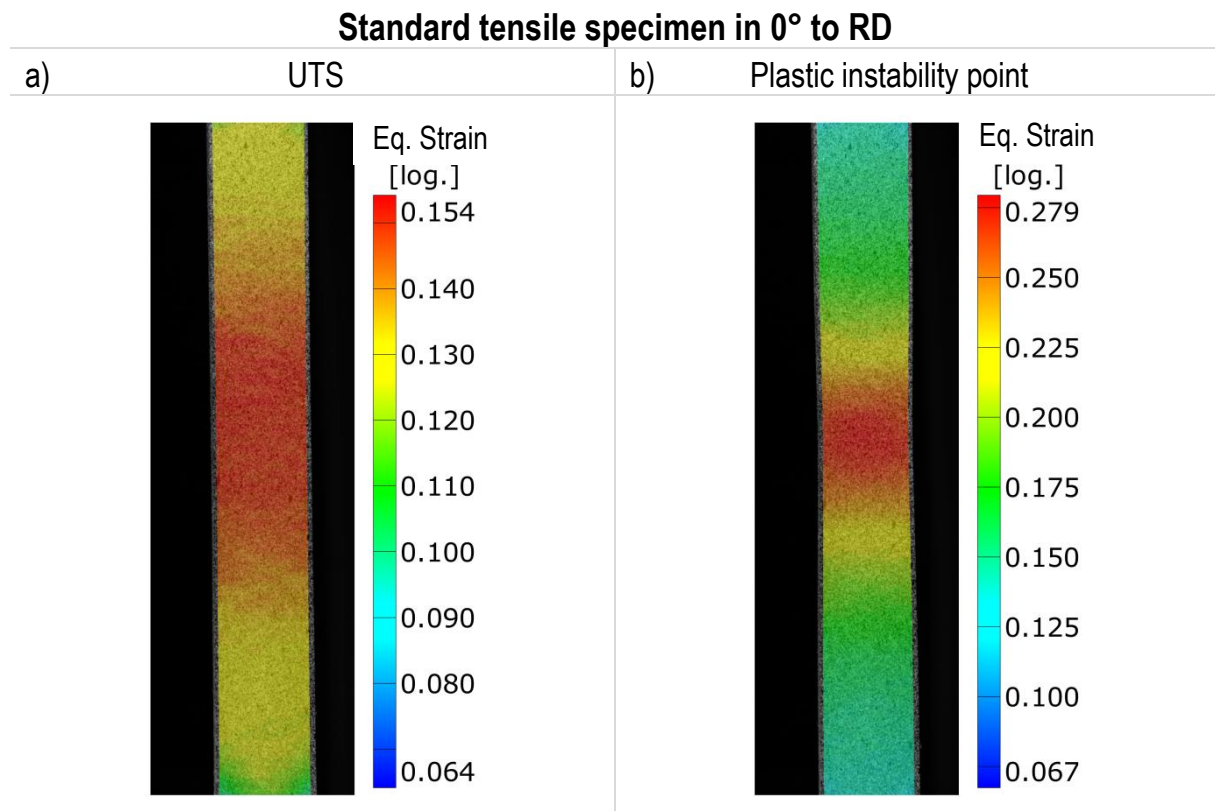 Standard tensile specimen in 0° to RD
a) UTS
b) Plastic instability point
Eq. Strain
[log.]
0.154
0.140
0.130
0.120
0.110
0.100
0.090
0.080
0.064
Eq. Strain
[log.]
0.279
0.250
0.225
0.200
0.175
0.150
0.125
0.100
0.067